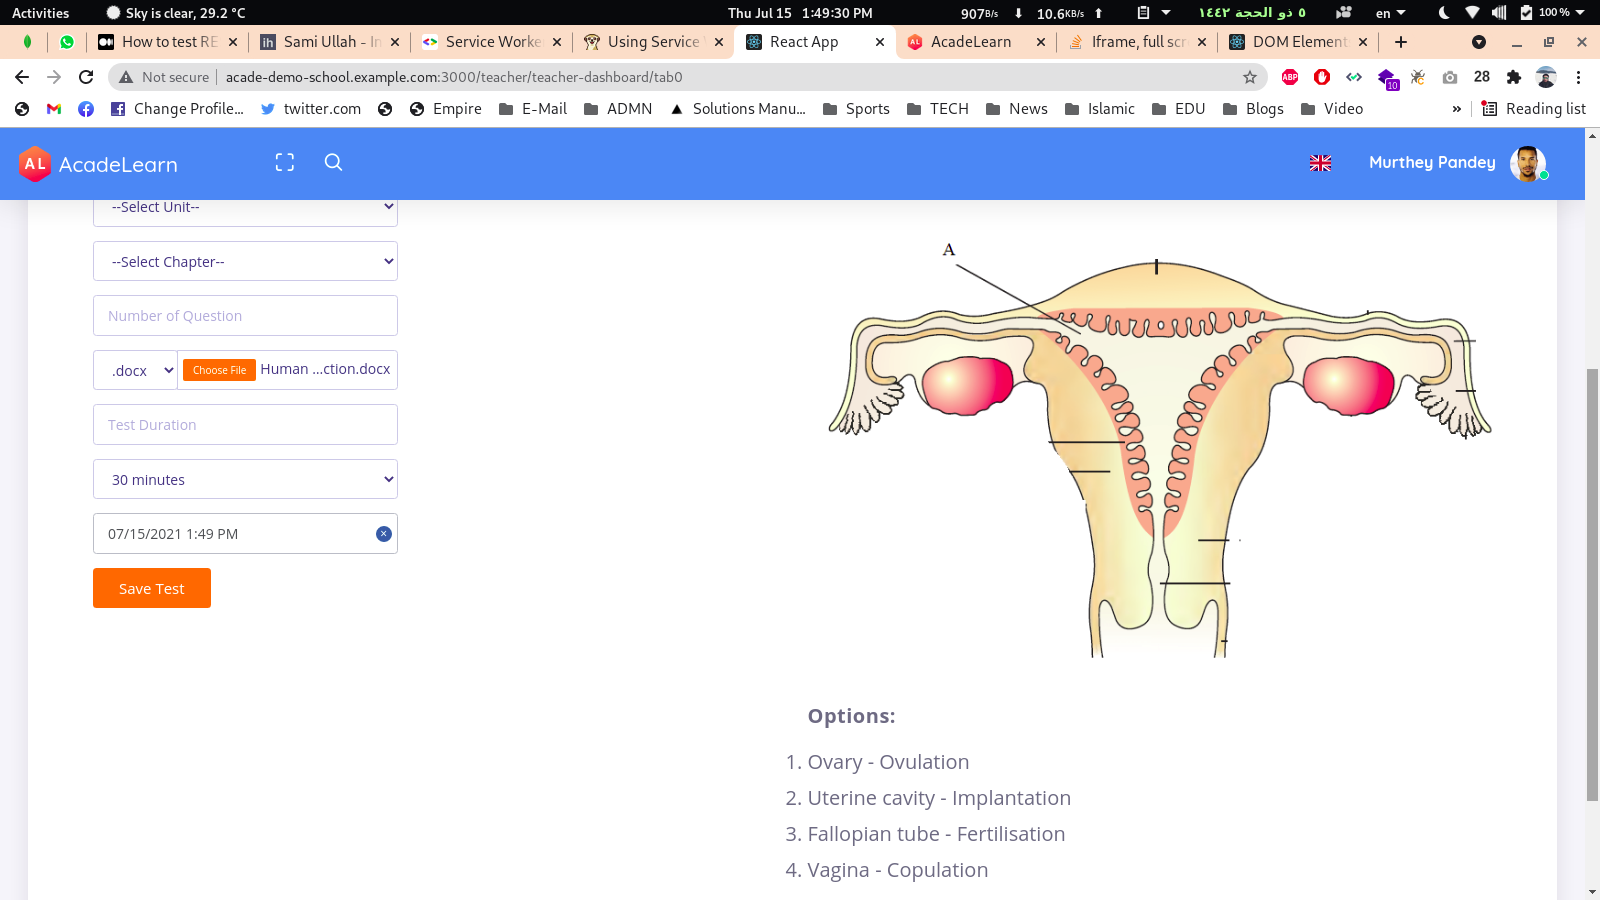 Activities Sky is clear, 29.2 °C Thu Jul 15 1:49:30 PM 907B/s 10.6KB/s ٥ ذو الحجة ١٤٤٢ en 100 %
How to test RE Sami Ullah - In Service Worke Using Service React App AcadeLearn Iframe, full scr DOM Element
Not secure acade-demo-school.example.com:3000/teacher/teacher-dashboard/tab0 ABP 10 28
Change Profile... twitter.com Empire E-Mail ADMN Solutions Manu... Sports TECH News Islamic EDU Blogs Video » Reading list
AL AcadeLearn Murthey Pandey
--Select Unit--
--Select Chapter--
Number of Question
.docx Choose File Human ...ction.docx
Test Duration
30 minutes
07/15/2021 1:49 PM
Save Test
A
Options:
1. Ovary - Ovulation
2. Uterine cavity - Implantation
3. Fallopian tube - Fertilisation
4. Vagina - Copulation